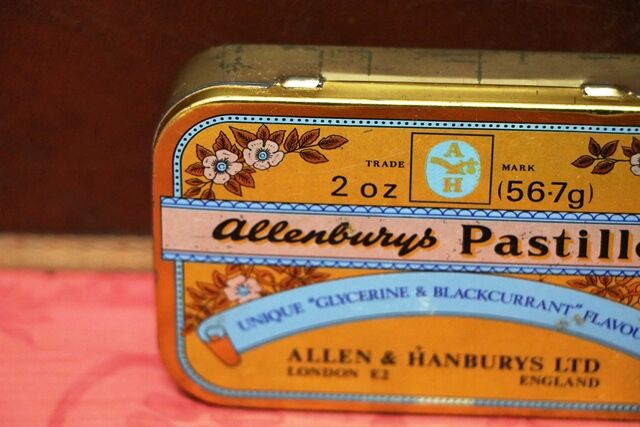 TRADE A H MARK
2 oz (56·7g)
Allenburys Pastill
UNIQUE "GLYCERINE & BLACKCURRANT" FLAVOU
ALLEN & HANBURYS LTD
LONDON E2 ENGLAND